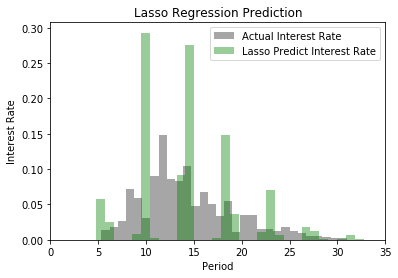 Lasso Regression Prediction
Actual Interest Rate
Lasso Predict Interest Rate
Interest Rate
0.30
0.25
0.20
0.15
0.10
0.05
0.00
0 5 10 15 20 25 30 35
Period